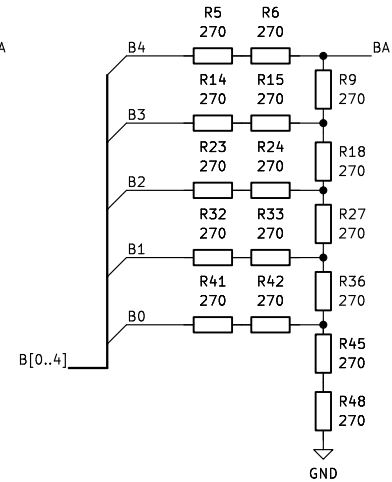 R5 R6
270 270
A
B4
BA
R14 R15
270 270
R9
270
B3
R23 R24
270 270
R18
270
B2
R32 R33
270 270
R27
270
B1
R41 R42
270 270
R36
270
B0
R45
270
B[0..4]
R48
270
GND